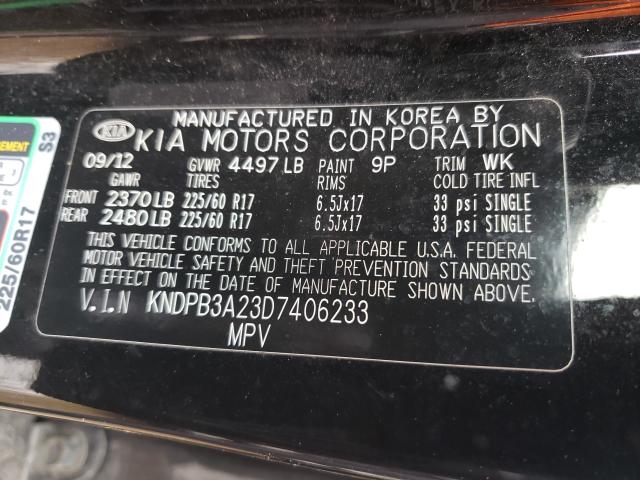 MANUFACTURED IN KOREA BY
KIA KIA MOTORS CORPORATION
09/12 GVWR 4497 LB PAINT 9P TRIM WK
GAWR TIRES RIMS COLD TIRE INFL
FRONT 2370 LB 225/60 R17 6.5Jx17 33 psi SINGLE
REAR 2480 LB 225/60 R17 6.5Jx17 33 psi SINGLE
THIS VEHICLE CONFORMS TO ALL APPLICABLE U.S.A. FEDERAL
MOTOR VEHICLE SAFETY AND THEFT PREVENTION STANDARDS
IN EFFECT ON THE DATE OF MANUFACTURE SHOWN ABOVE.
V.I.N KNDPB3A23D7406233
MPV
S3
225/60R17